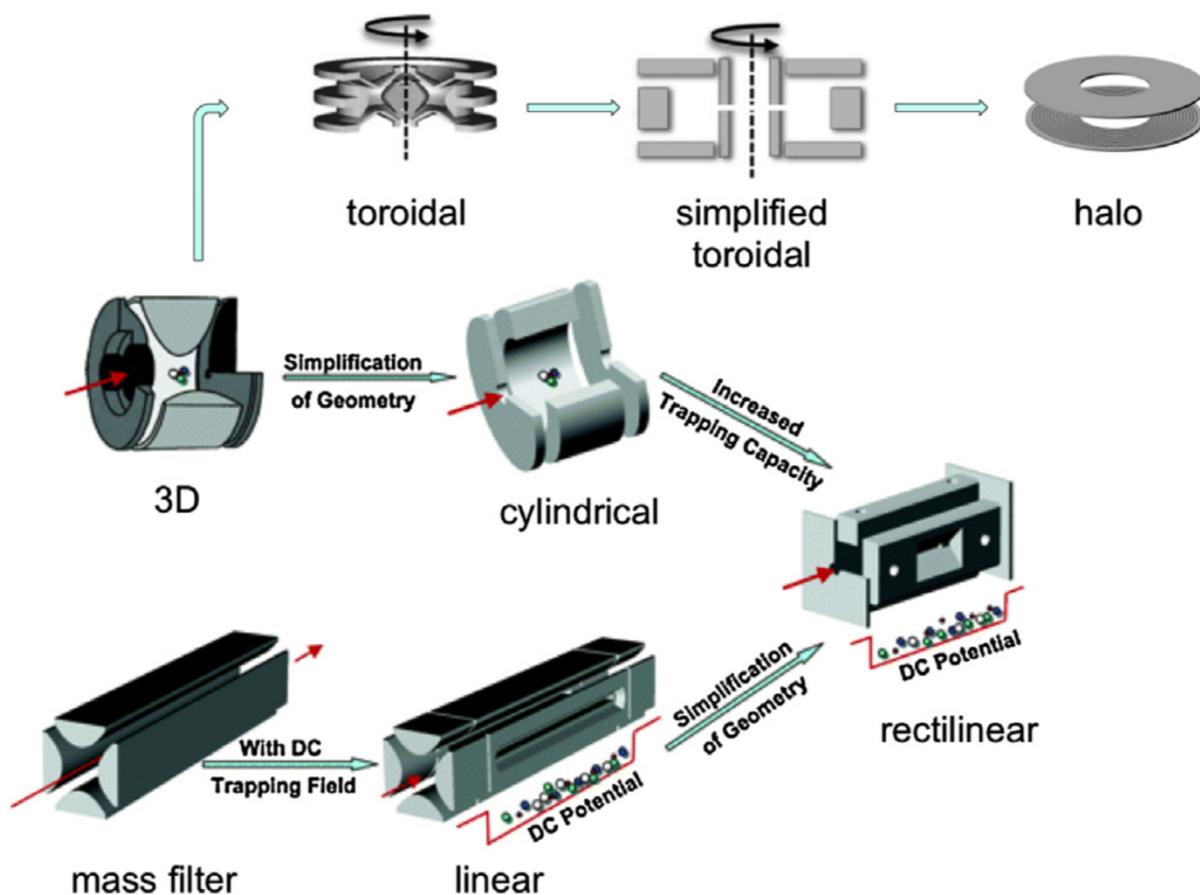 toroidal
simplified
toroidal
halo
Simplification
of Geometry
Increased
Trapping Capacity
3D
cylindrical
DC Potential
rectilinear
With DC
Trapping Field
DC Potential
Simplification
of Geometry
mass filter
linear